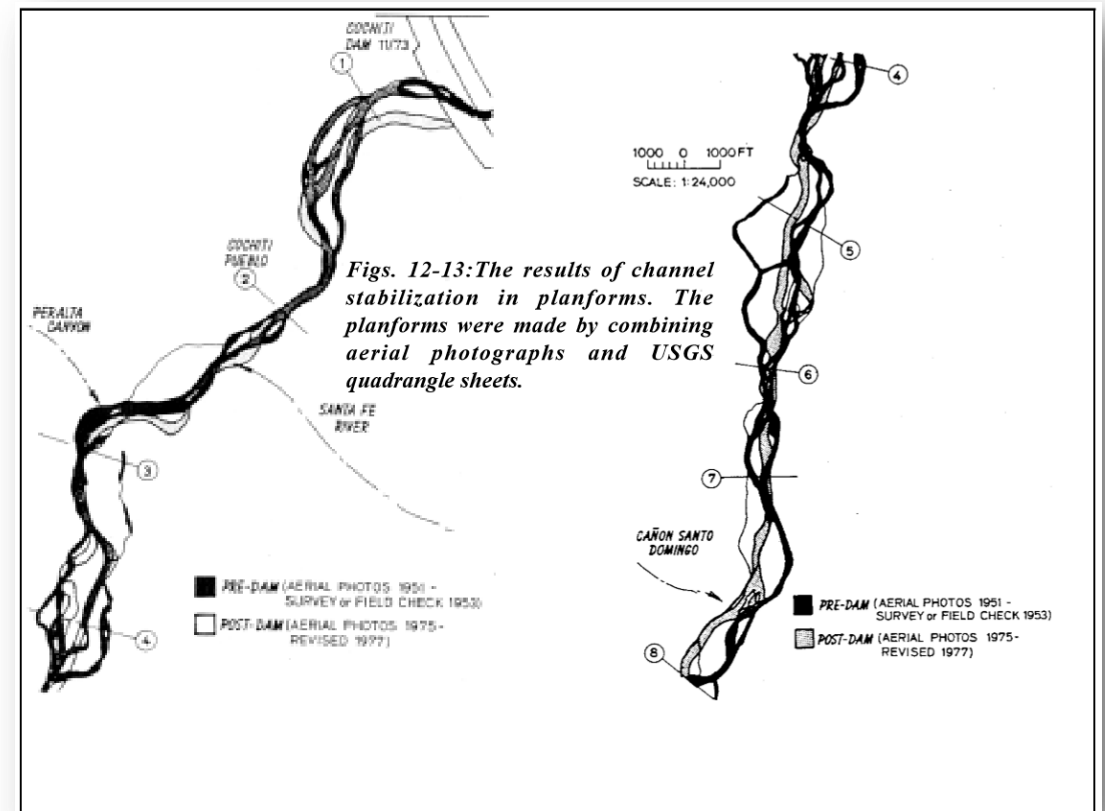 COCHITI
DAM 11/73
1
COCHITI
PUEBLO
2
PERALTA
CANYON
SANTA FE
RIVER
3
4
PRE-DAM (AERIAL PHOTOS 1951 -
SURVEY or FIELD CHECK 1953)
POST-DAM (AERIAL PHOTOS 1975-
REVISED 1977)
Figs. 12-13:The results of channel
stabilization in planforms. The
planforms were made by combining
aerial photographs and USGS
quadrangle sheets.
4
1000 0 1000 FT
SCALE: 1:24,000
5
6
7
CAÑON SANTO
DOMINGO
8
PRE-DAM (AERIAL PHOTOS 1951 -
SURVEY or FIELD CHECK 1953)
POST-DAM (AERIAL PHOTOS 1975-
REVISED 1977)